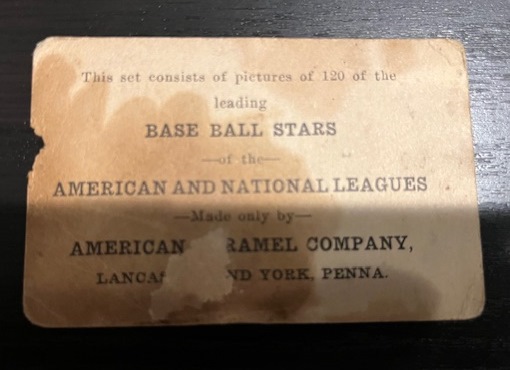 This set consists of pictures of 120 of the
leading
BASE BALL STARS
—of the—
AMERICAN AND NATIONAL LEAGUES
—Made only by—
AMERICAN RAMEL COMPANY,
LANCAS ND YORK, PENNA.